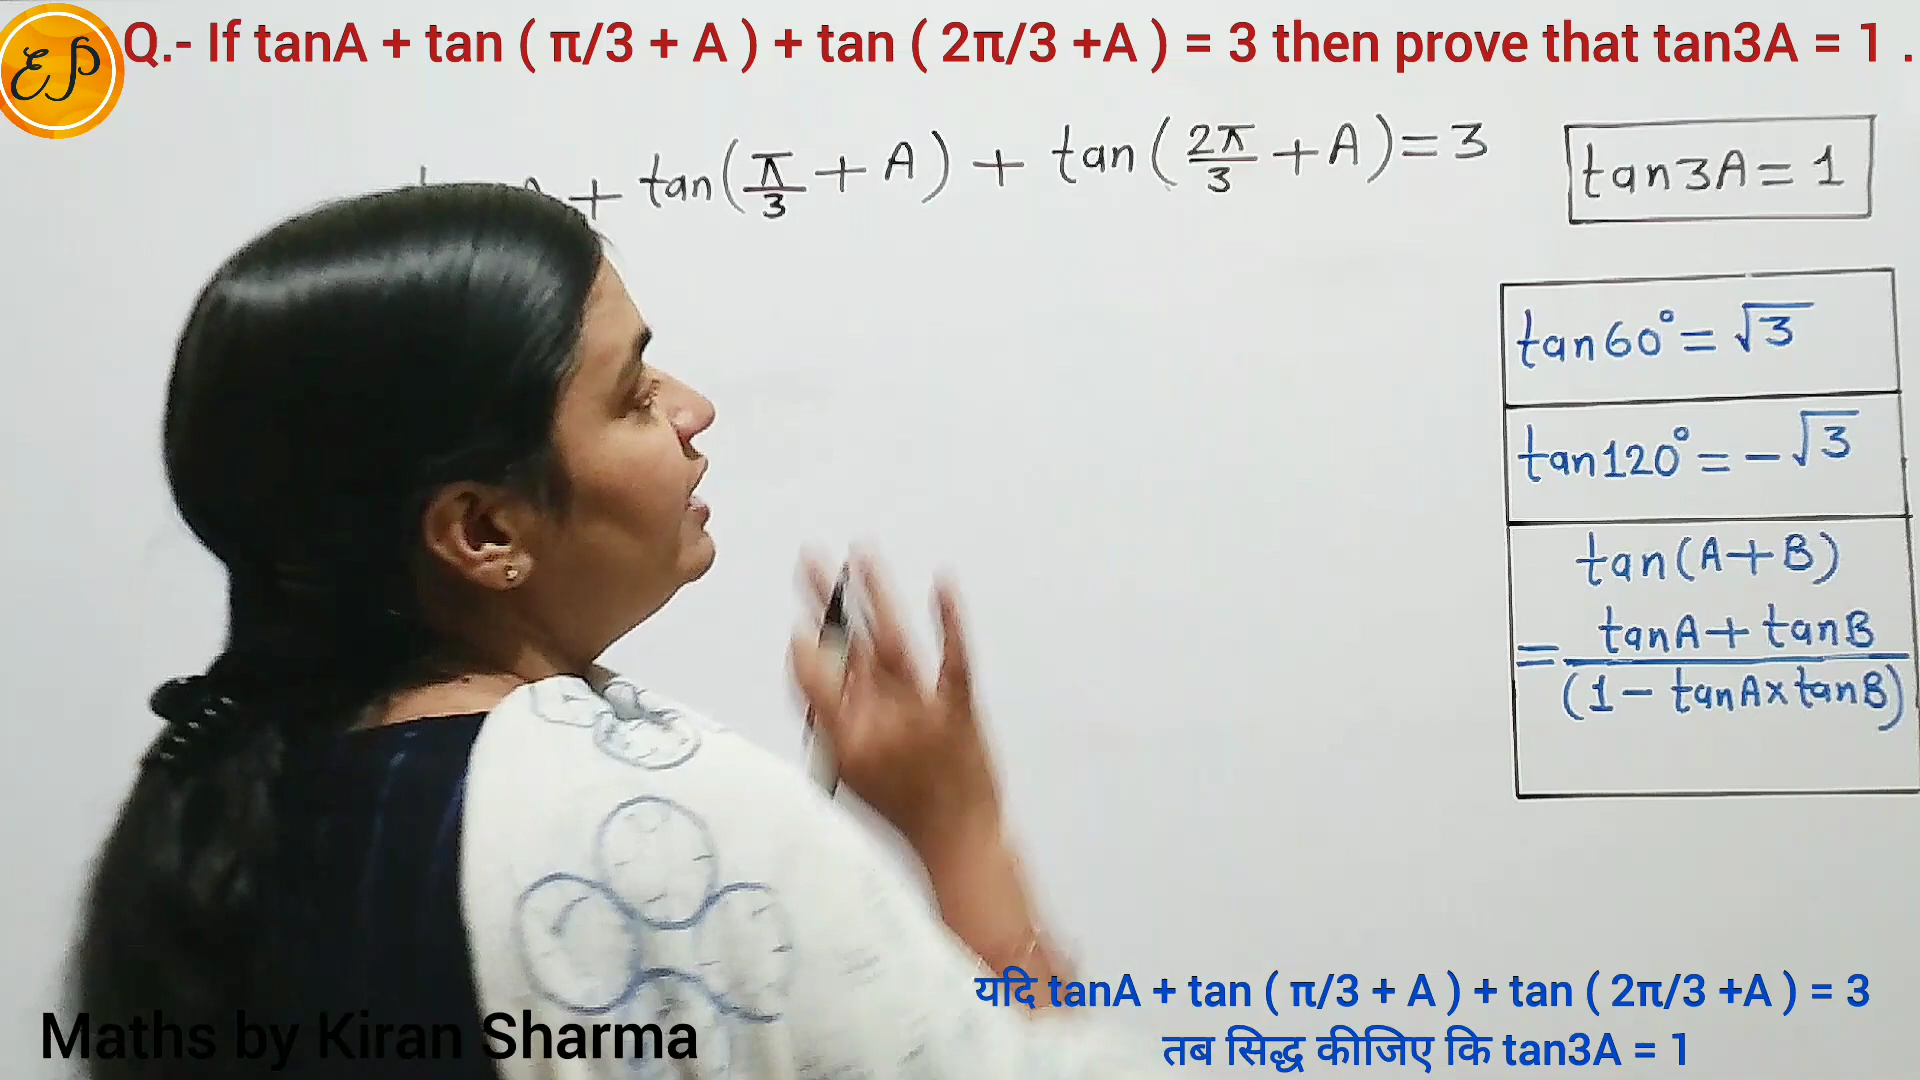 EP
Q.- If tanA + tan ( π/3 + A ) + tan ( 2π/3 +A ) = 3 then prove that tan3A = 1 .
+ tan(π/3 + A) + tan(2π/3 + A) = 3
tan3A = 1
tan60° = √3
tan120° = -√3
tan(A+B)
= tanA + tanB
(1 - tanA x tanB)
यदि tanA + tan ( π/3 + A ) + tan ( 2π/3 +A ) = 3
तब सिद्ध कीजिए कि tan3A = 1
Maths by Kiran Sharma